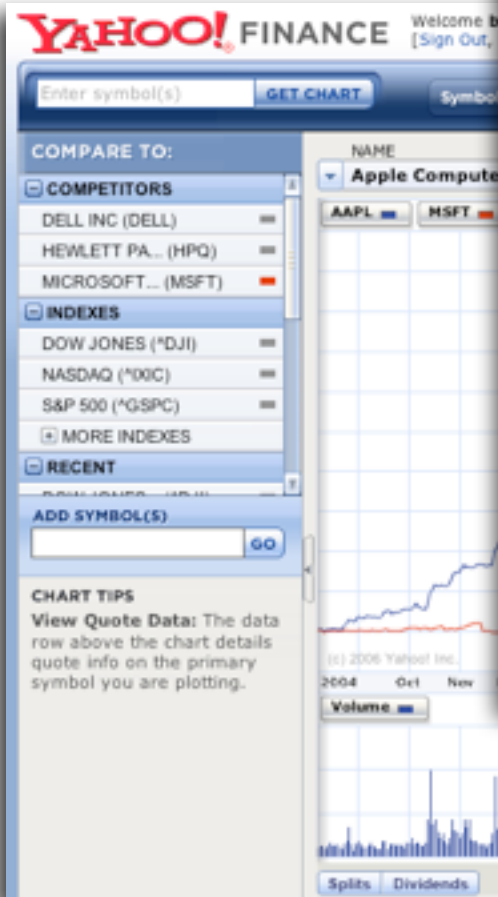 YAHOO! FINANCE
Welcome b
[Sign Out,
Enter symbol(s)
GET CHART
Symbol
COMPARE TO:
COMPETITORS
DELL INC (DELL)
HEWLETT PA... (HPQ)
MICROSOFT... (MSFT)
INDEXES
DOW JONES (^DJI)
NASDAQ (^IXIC)
S&P 500 (^GSPC)
MORE INDEXES
RECENT
ADD SYMBOL(S)
GO
CHART TIPS
View Quote Data: The data
row above the chart details
quote info on the primary
symbol you are plotting.
NAME
Apple Compute
AAPL
MSFT
(c) 2006 Yahoo! Inc.
2004 Oct Nov
Volume
Splits
Dividends